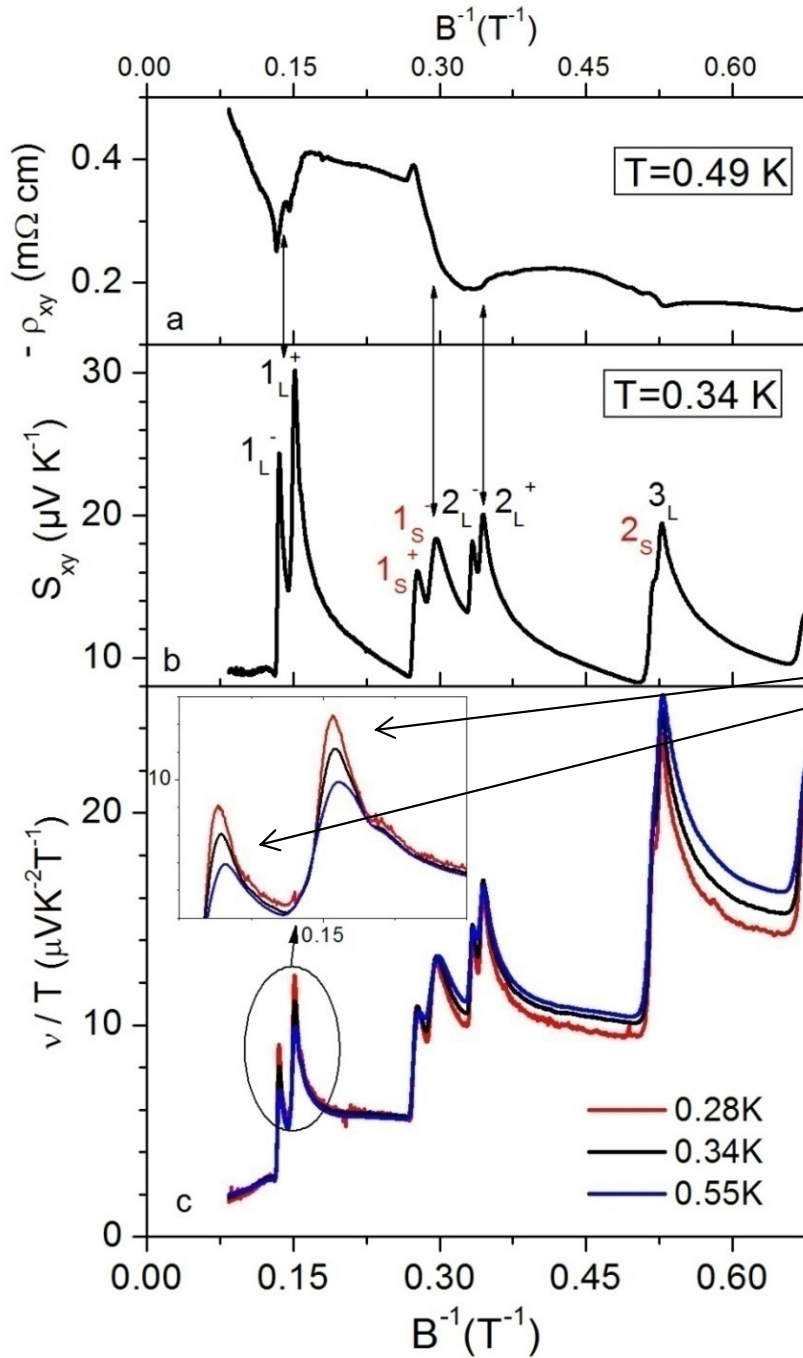 B⁻¹(T⁻¹)
0.00 0.15 0.30 0.45 0.60
- ρxy (mΩ cm)
0.4
0.2
T=0.49 K
a
Sxy (µV K⁻¹)
30
20
10
T=0.34 K
1L⁻
1L⁺
1S⁺
1S⁻
2L⁻
2L⁺
2S
3L
b
ν / T (µVK⁻²T⁻¹)
20
10
0
10
0.15
0.28K
0.34K
0.55K
c
0.00 0.15 0.30 0.45 0.60
B⁻¹(T⁻¹)